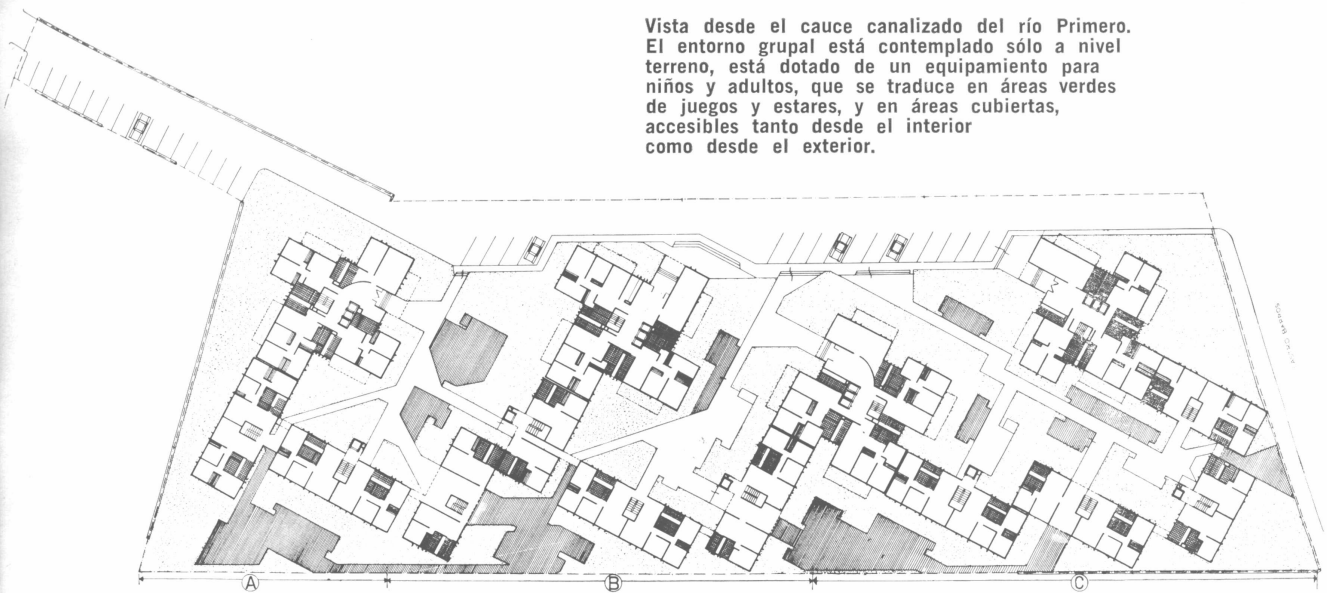 Vista desde el cauce canalizado del río Primero.
El entorno grupal está contemplado sólo a nivel
terreno, está dotado de un equipamiento para
niños y adultos, que se traduce en áreas verdes
de juegos y estares, y en áreas cubiertas,
accesibles tanto desde el interior
como desde el exterior.
A
B
C